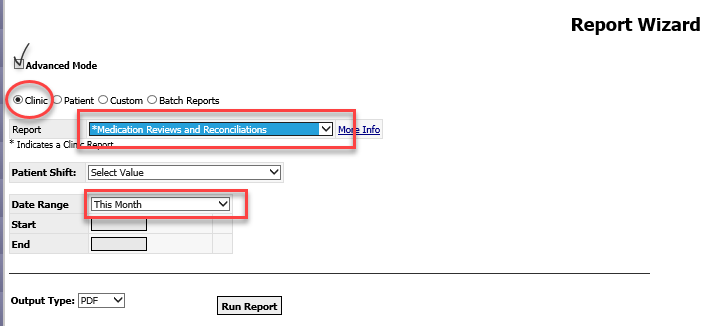 Report Wizard
Advanced Mode
Clinic Patient Custom Batch Reports
Report *Medication Reviews and Reconciliations More Info
* Indicates a Clinic Report
Patient Shift: Select Value
Date Range This Month
Start
End
Output Type: PDF Run Report